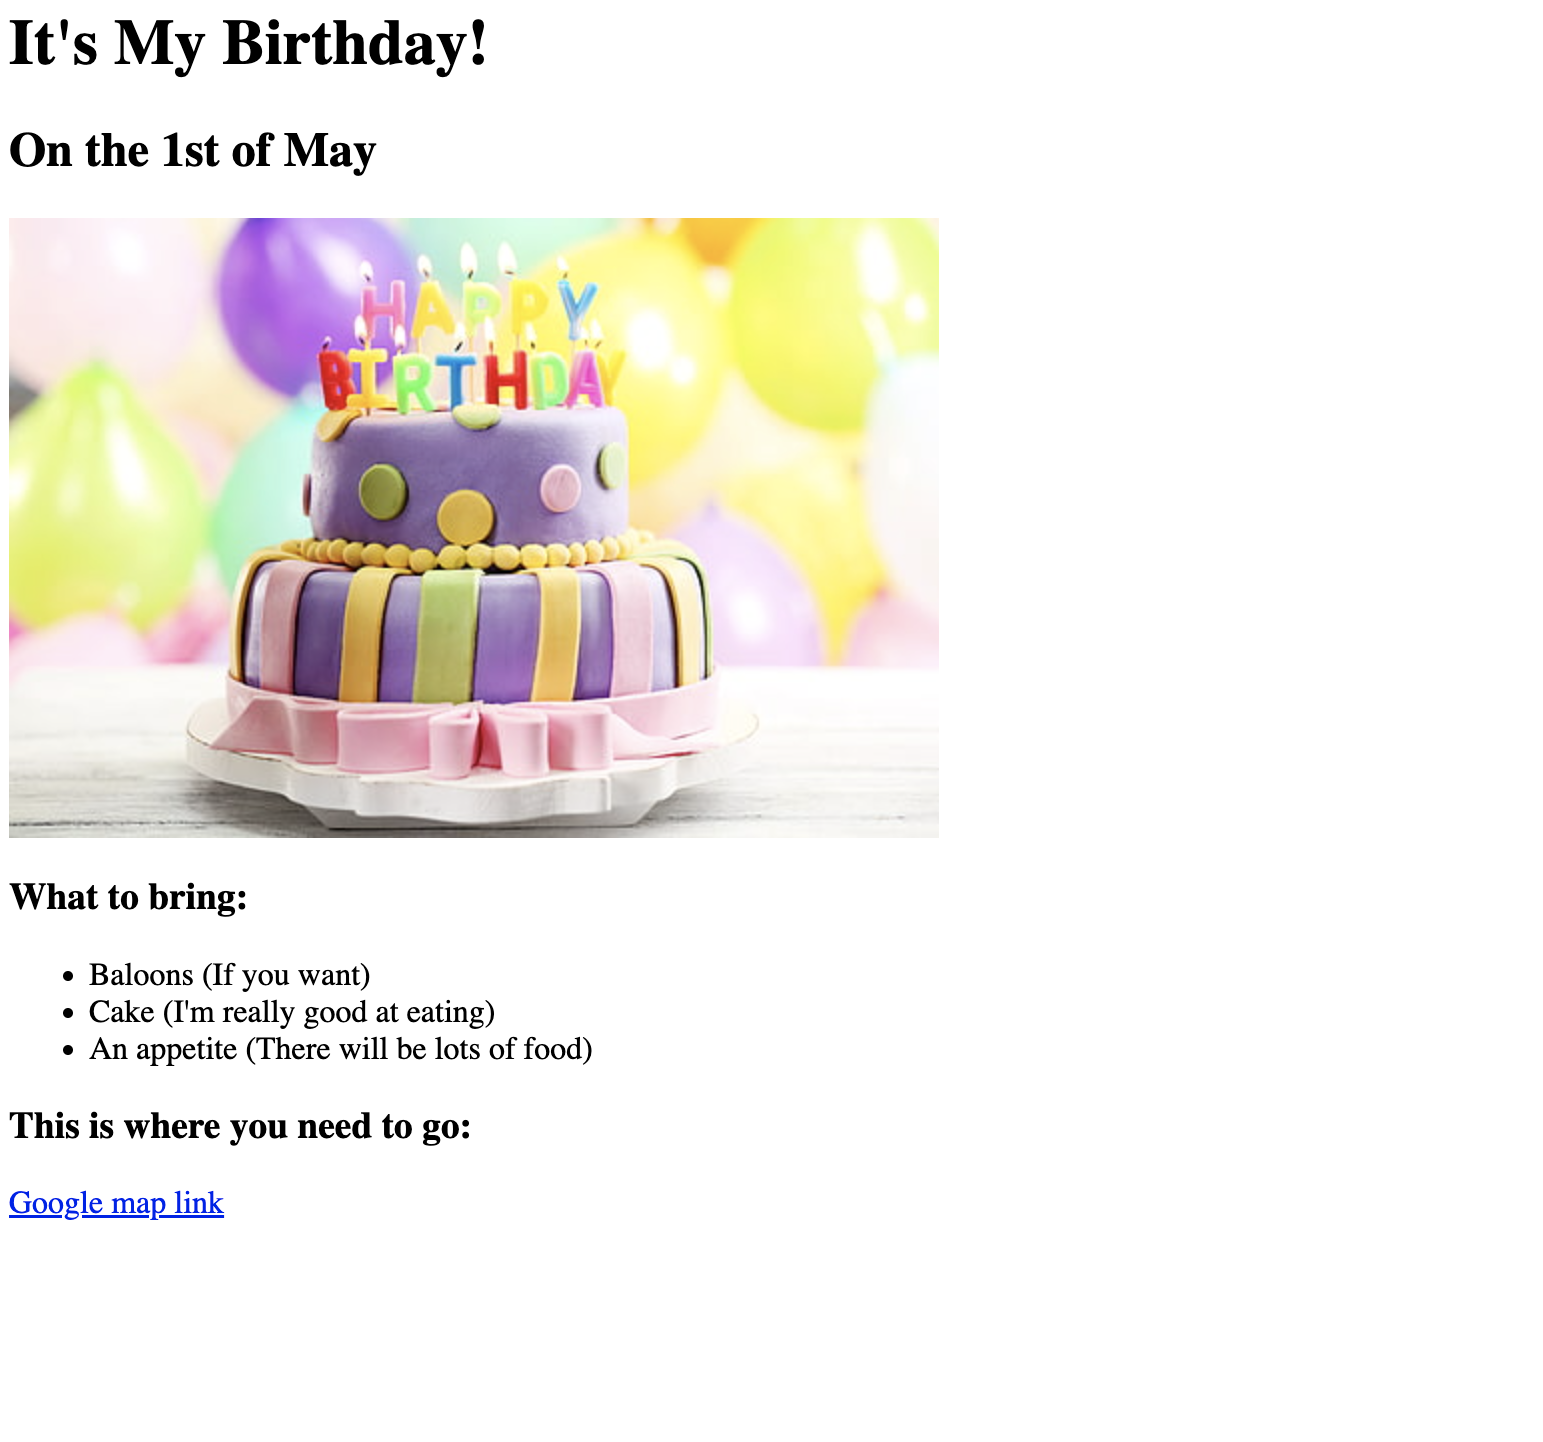 It's My Birthday!
On the 1st of May
HAPPY
BIRTHDAY
What to bring:
Baloons (If you want)
Cake (I'm really good at eating)
An appetite (There will be lots of food)
This is where you need to go:
Google map link